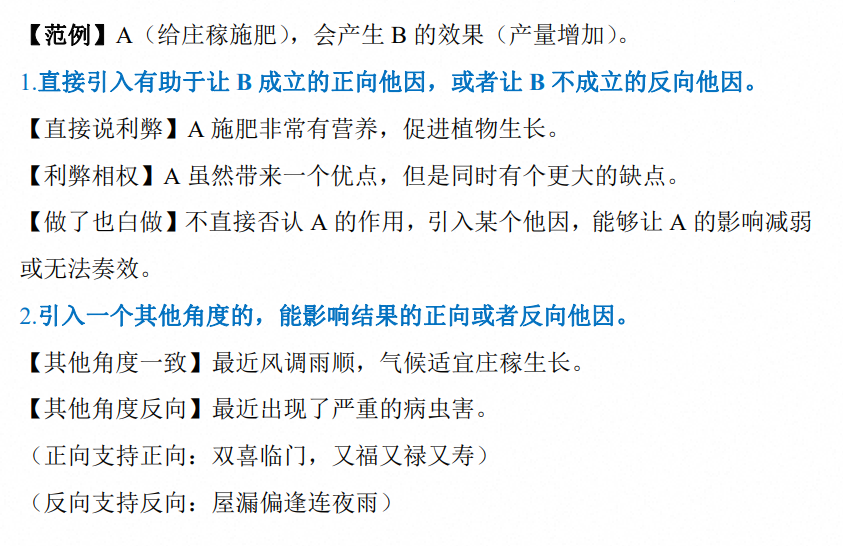 【范例】A（给庄稼施肥），会产生 B 的效果（产量增加）。
1.直接引入有助于让 B 成立的正向他因，或者让 B 不成立的反向他因。
【直接说利弊】A 施肥非常有营养，促进植物生长。
【利弊相权】A 虽然带来一个优点，但是同时有个更大的缺点。
【做了也白做】不直接否认 A 的作用，引入某个他因，能够让 A 的影响减弱
或无法奏效。
2.引入一个其他角度的，能影响结果的正向或者反向他因。
【其他角度一致】最近风调雨顺，气候适宜庄稼生长。
【其他角度反向】最近出现了严重的病虫害。
（正向支持正向：双喜临门，又福又禄又寿）
（反向支持反向：屋漏偏逢连夜雨）